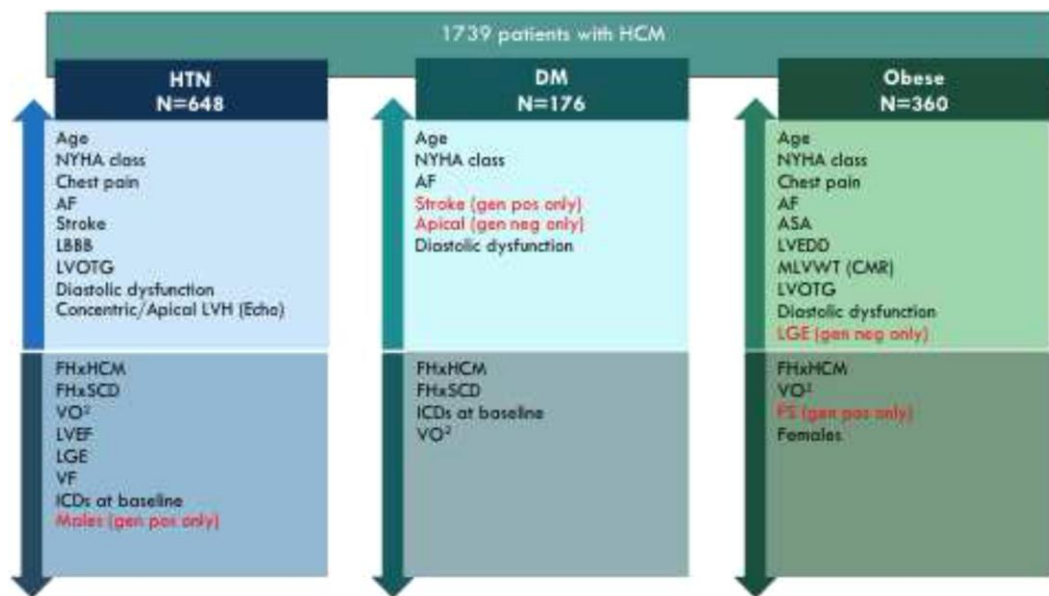 1739 patients with HCM
HTN
N=648
Age
NYHA class
Chest pain
AF
Stroke
LBBB
LVOTG
Diastolic dysfunction
Concentric/Apical LVH (Echo)
FHxHCM
FHxSCD
VO²
LVEF
LGE
VF
ICDs at baseline
Males (gen pos only)
DM
N=176
Age
NYHA class
AF
Stroke (gen pos only)
Apical (gen neg only)
Diastolic dysfunction
FHxHCM
FHxSCD
ICDs at baseline
VO²
Obese
N=360
Age
NYHA class
Chest pain
AF
ASA
LVEDD
MLVWT (CMR)
LVOTG
Diastolic dysfunction
LGE (gen neg only)
FHxHCM
VO²
FS (gen pos only)
Females